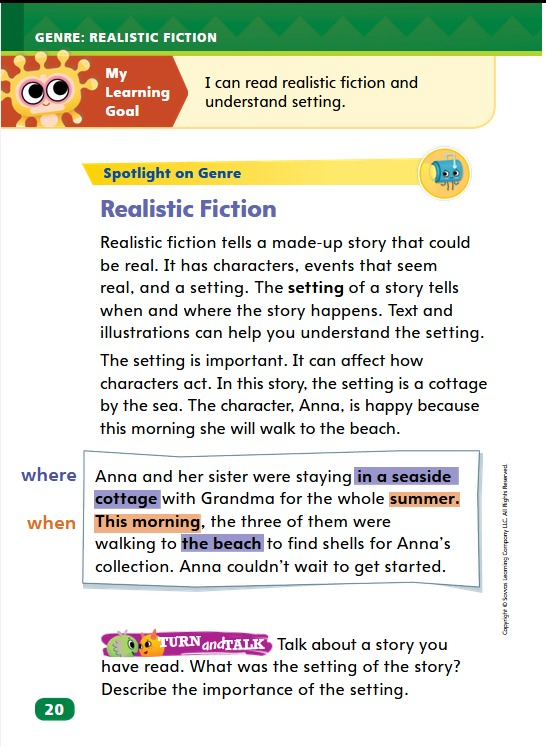 GENRE: REALISTIC FICTION
My
Learning
Goal
I can read realistic fiction and
understand setting.
Spotlight on Genre
Realistic Fiction
Realistic fiction tells a made-up story that could
be real. It has characters, events that seem
real, and a setting. The setting of a story tells
when and where the story happens. Text and
illustrations can help you understand the setting.
The setting is important. It can affect how
characters act. In this story, the setting is a cottage
by the sea. The character, Anna, is happy because
this morning she will walk to the beach.
where
when
Anna and her sister were staying in a seaside
cottage with Grandma for the whole summer.
This morning, the three of them were
walking to the beach to find shells for Anna's
collection. Anna couldn't wait to get started.
TURN and TALK Talk about a story you
have read. What was the setting of the story?
Describe the importance of the setting.
20
Copyright © Savvas Learning Company LLC. All Rights Reserved.